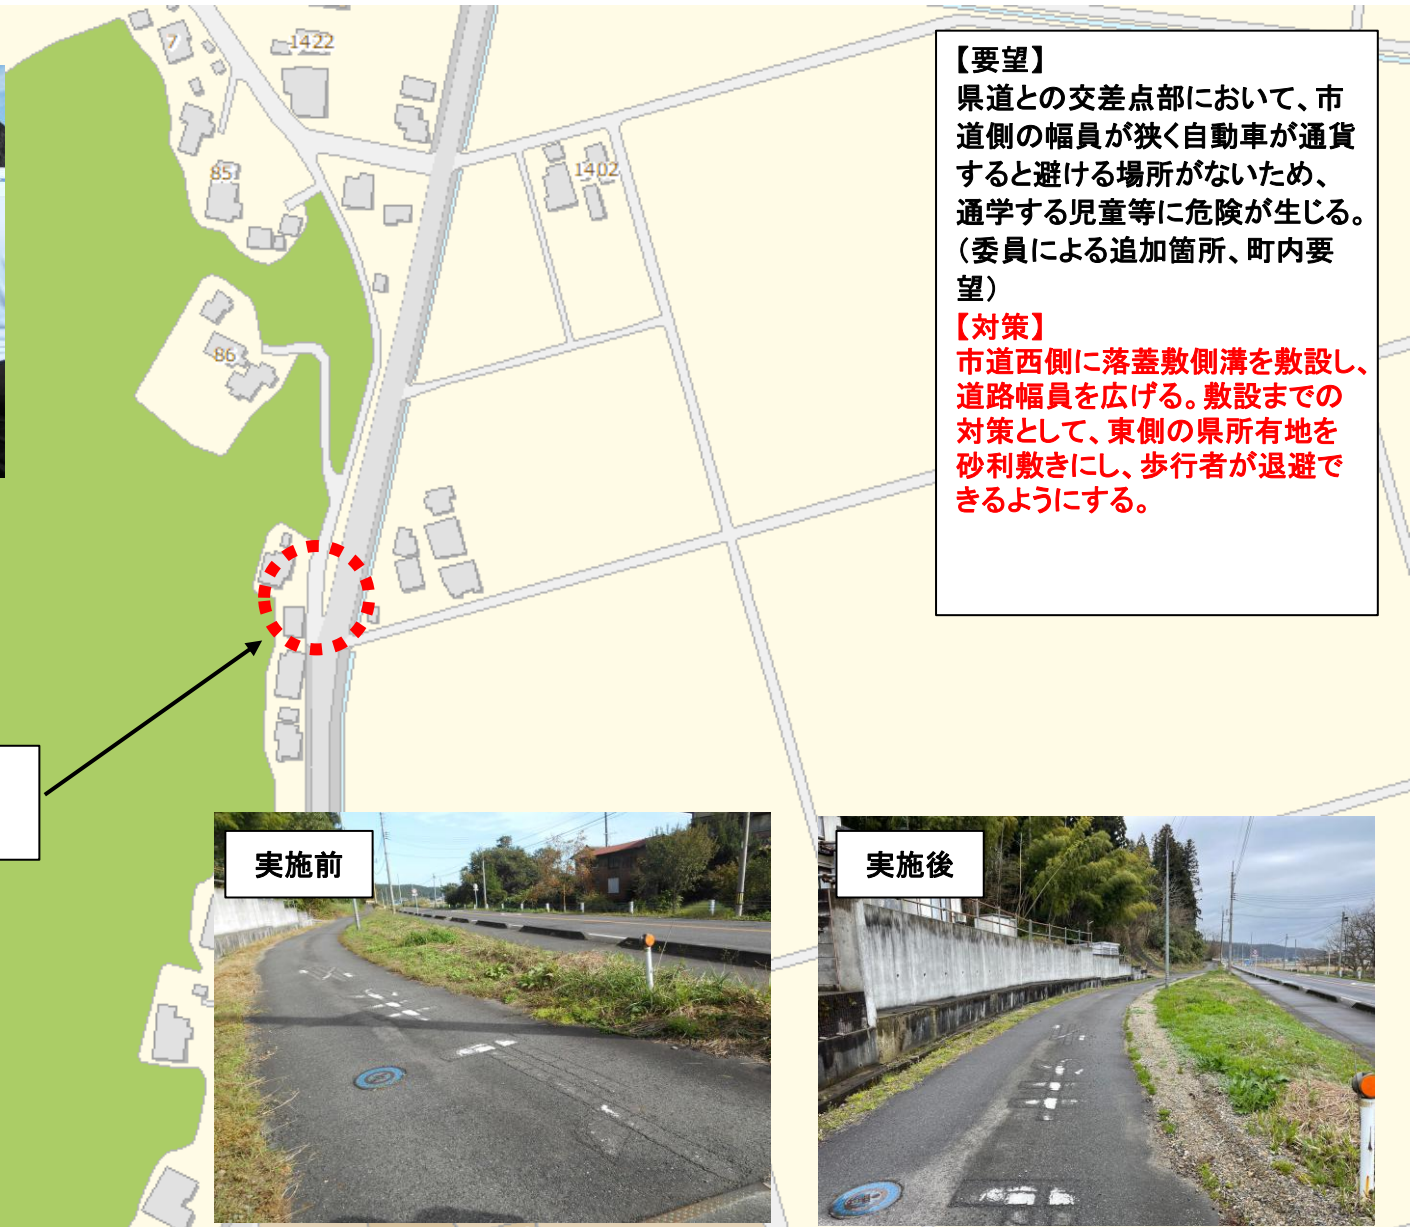 7
1422
1402
85
86
【要望】
県道との交差点部において、市
道側の幅員が狭く自動車が通貨
すると避ける場所がないため、
通学する児童等に危険が生じる。
（委員による追加箇所、町内要
望）
【対策】
市道西側に落蓋敷側溝を敷設し、
道路幅員を広げる。敷設までの
対策として、東側の県所有地を
砂利敷きにし、歩行者が退避で
きるようにする。
実施前
実施後